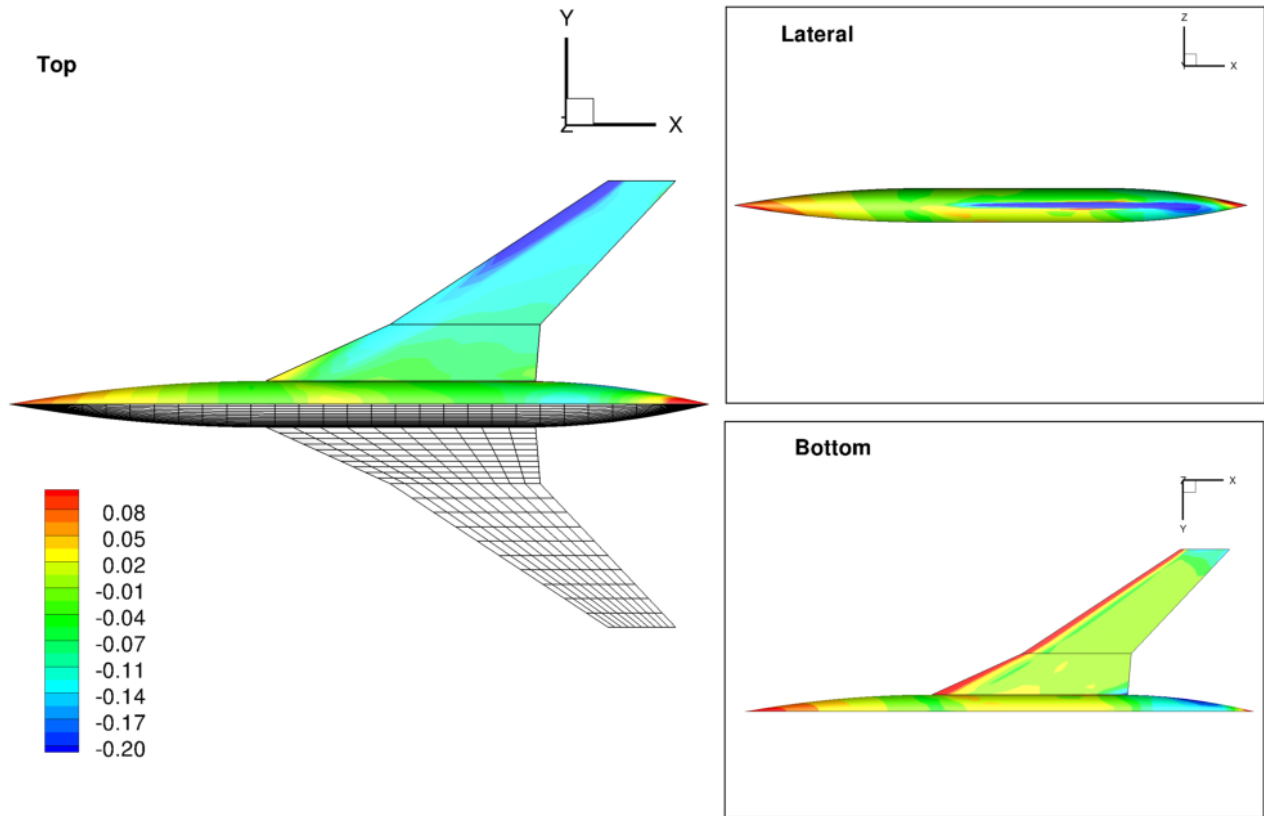 Top
Y
Z X
0.08
0.05
0.02
-0.01
-0.04
-0.07
-0.11
-0.14
-0.17
-0.20
Lateral
Z
Y X
Bottom
Z X
Y